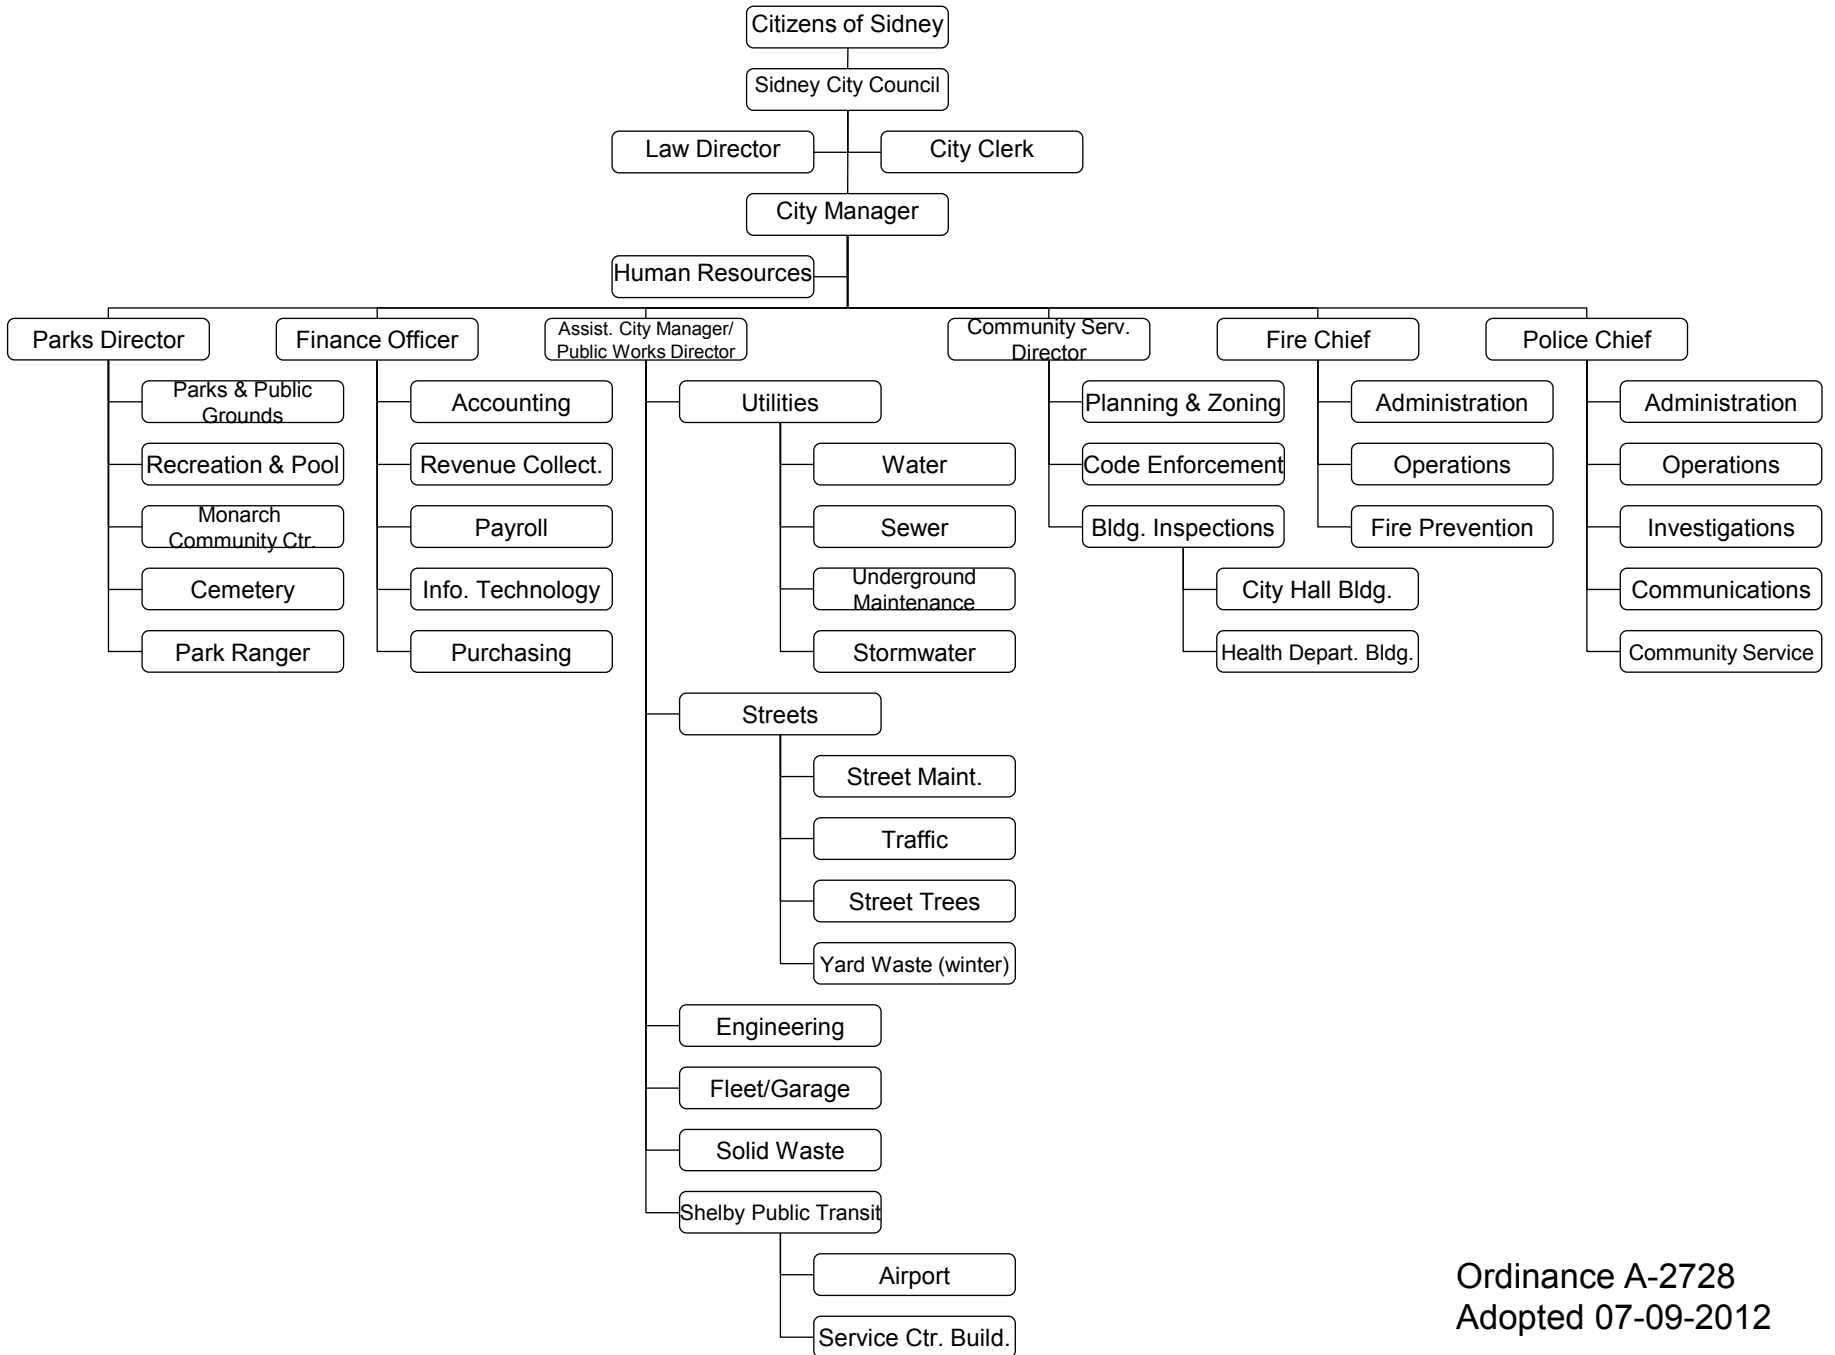 Citizens of Sidney
Sidney City Council
Law Director
City Clerk
City Manager
Human Resources
Parks Director
Parks & Public
Grounds
Recreation & Pool
Monarch
Community Ctr.
Cemetery
Park Ranger
Finance Officer
Accounting
Revenue Collect.
Payroll
Info. Technology
Purchasing
Assist. City Manager/
Public Works Director
Utilities
Water
Sewer
Underground
Maintenance
Stormwater
Streets
Street Maint.
Traffic
Street Trees
Yard Waste (winter)
Engineering
Fleet/Garage
Solid Waste
Shelby Public Transit
Airport
Service Ctr. Build.
Community Serv.
Director
Planning & Zoning
Code Enforcement
Bldg. Inspections
City Hall Bldg.
Health Depart. Bldg.
Fire Chief
Administration
Operations
Fire Prevention
Police Chief
Administration
Operations
Investigations
Communications
Community Service
Ordinance A-2728
Adopted 07-09-2012